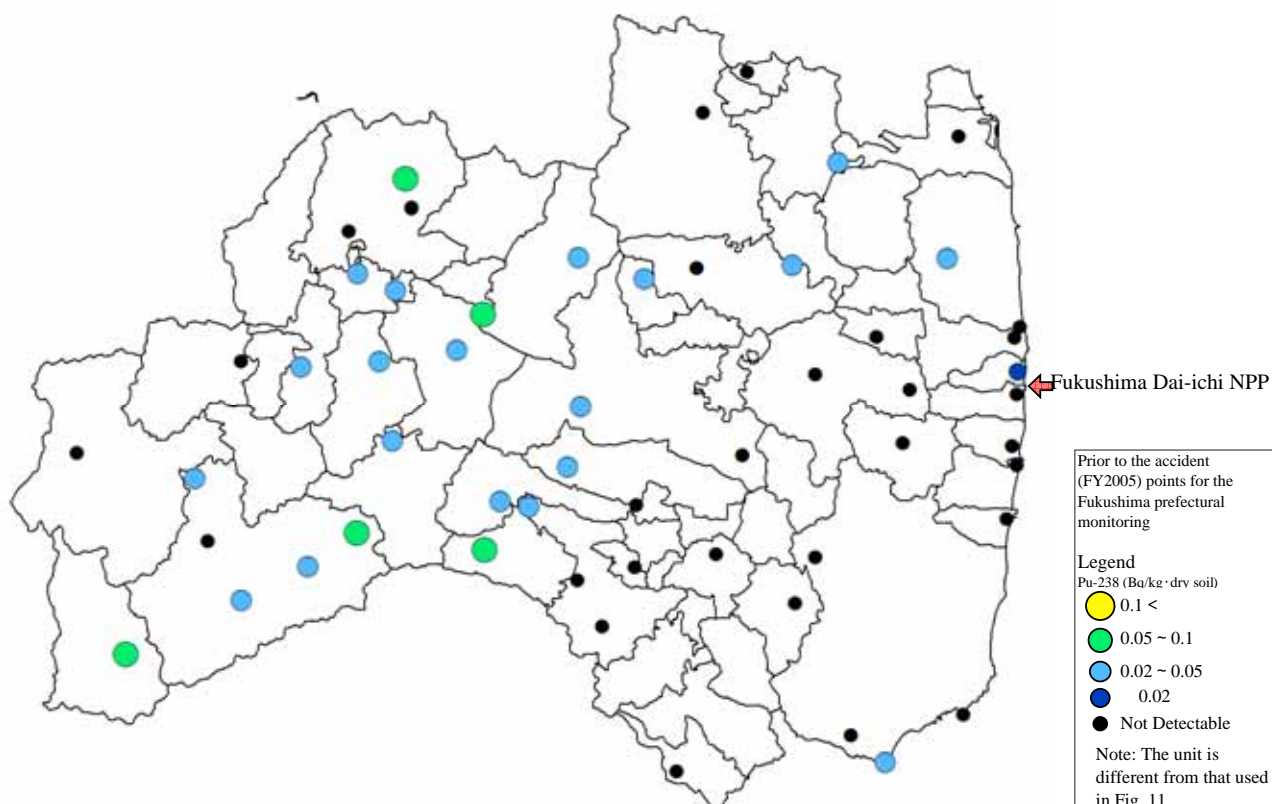 Fukushima Dai-ichi NPP
Prior to the accident
(FY2005) points for the
Fukushima prefectural
monitoring
Legend
Pu-238 (Bq/kg・dry soil)
0.1 <
0.05 ~ 0.1
0.02 ~ 0.05
0.02
Not Detectable
Note: The unit is
different from that used
in Fig. 11